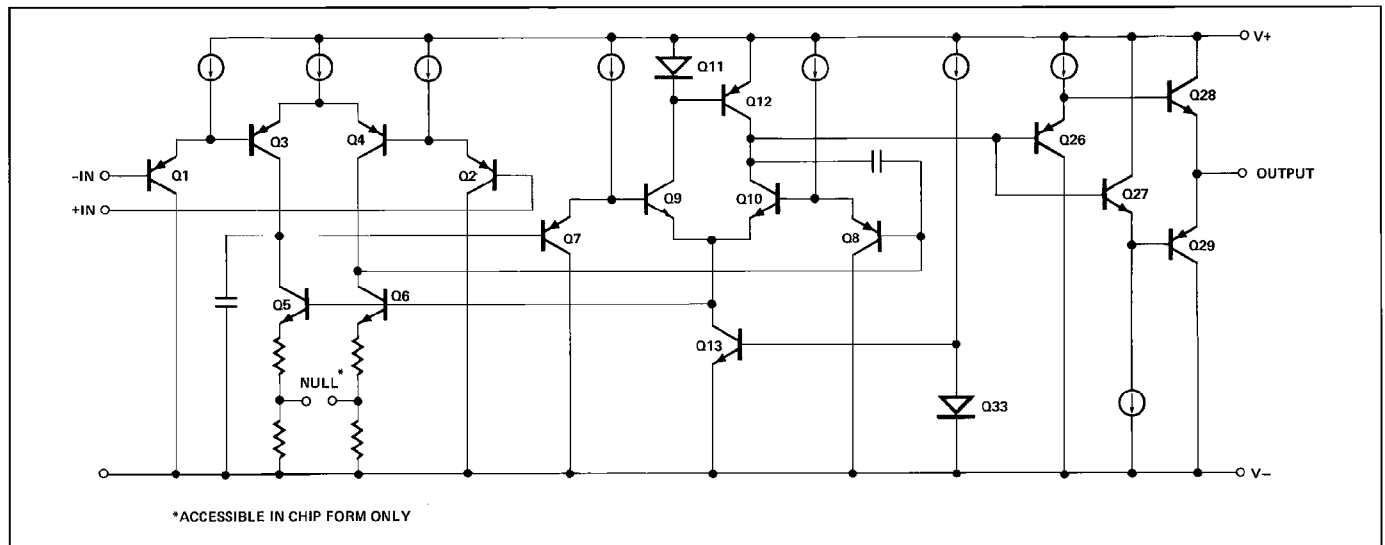 V+
Q11
Q12
Q28
Q3
Q4
Q26
-IN
Q1
Q2
Q9
Q10
Q27
OUTPUT
+IN
Q7
Q8
Q29
Q5
Q6
Q13
NULL*
Q33
V-
*ACCESSIBLE IN CHIP FORM ONLY